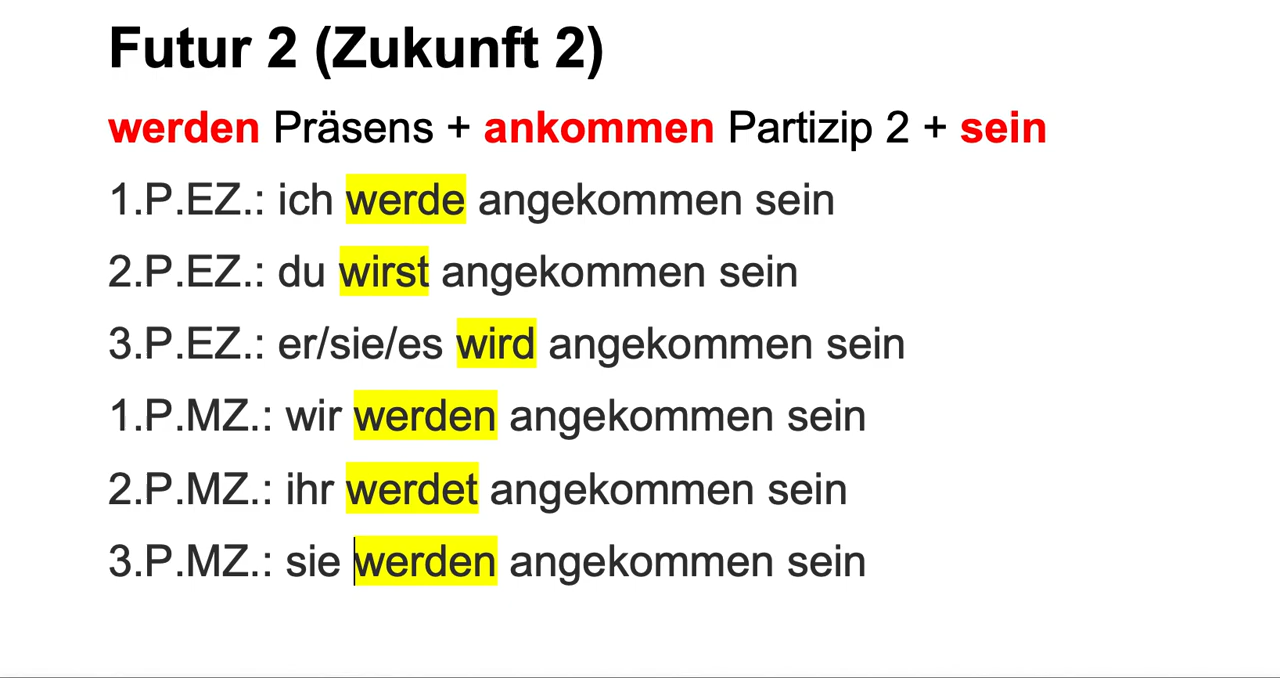 Futur 2 (Zukunft 2)
werden Präsens + ankommen Partizip 2 + sein
1.P.EZ.: ich werde angekommen sein
2.P.EZ.: du wirst angekommen sein
3.P.EZ.: er/sie/es wird angekommen sein
1.P.MZ.: wir werden angekommen sein
2.P.MZ.: ihr werdet angekommen sein
3.P.MZ.: sie werden angekommen sein